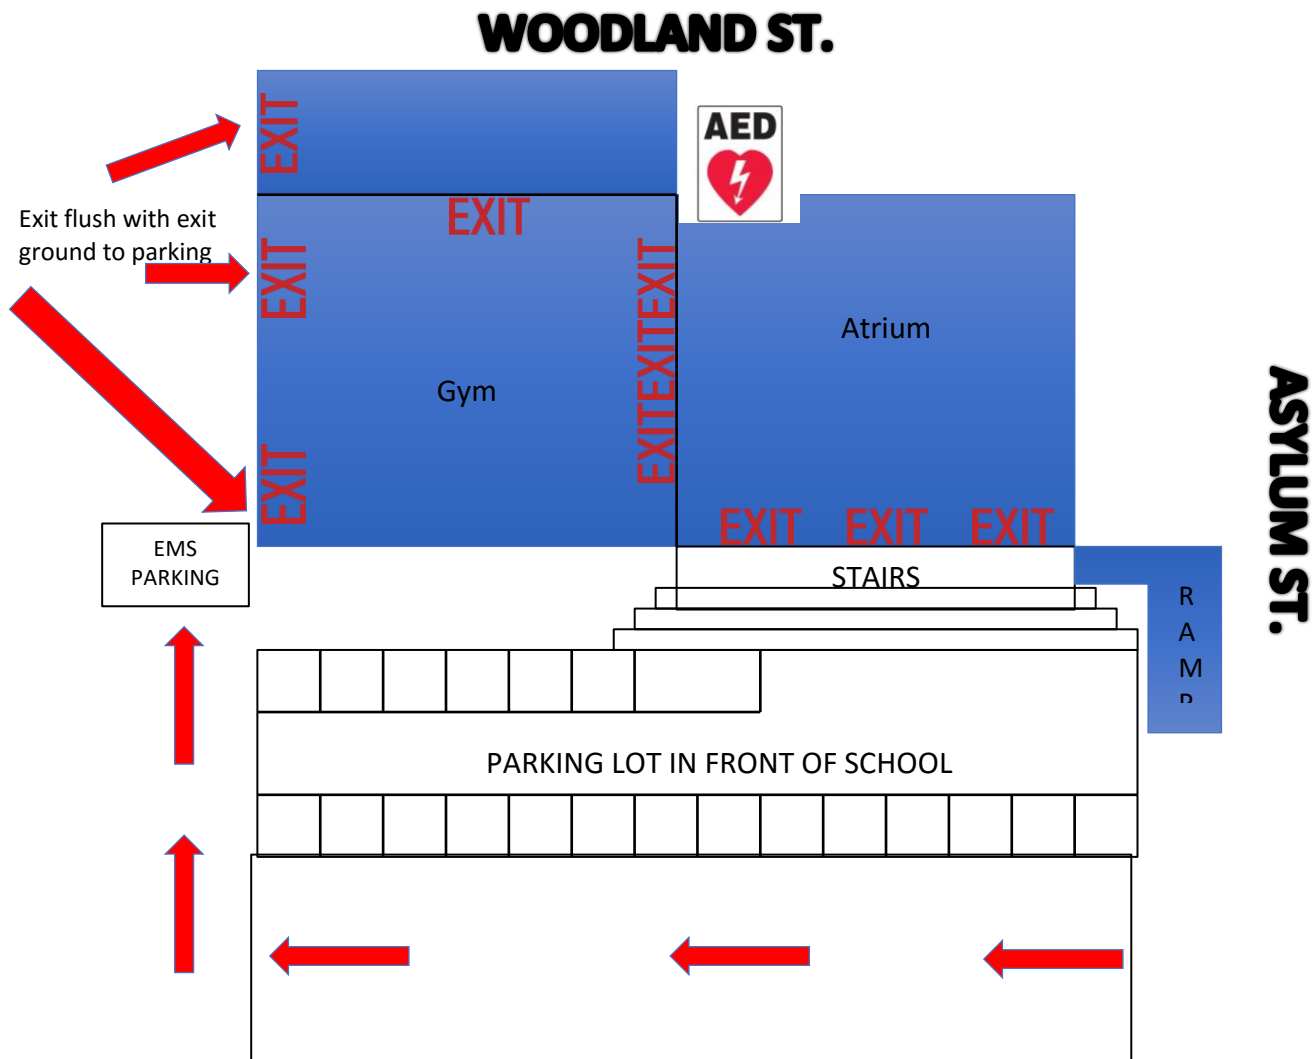 WOODLAND ST.
EXIT
AED
Exit flush with exit
ground to parking
EXIT
EXIT
EXITEXITEXIT
Atrium
Gym
ASYLUM ST.
EXIT
EXIT EXIT EXIT
EMS
PARKING
STAIRS
R
A
M
P
PARKING LOT IN FRONT OF SCHOOL